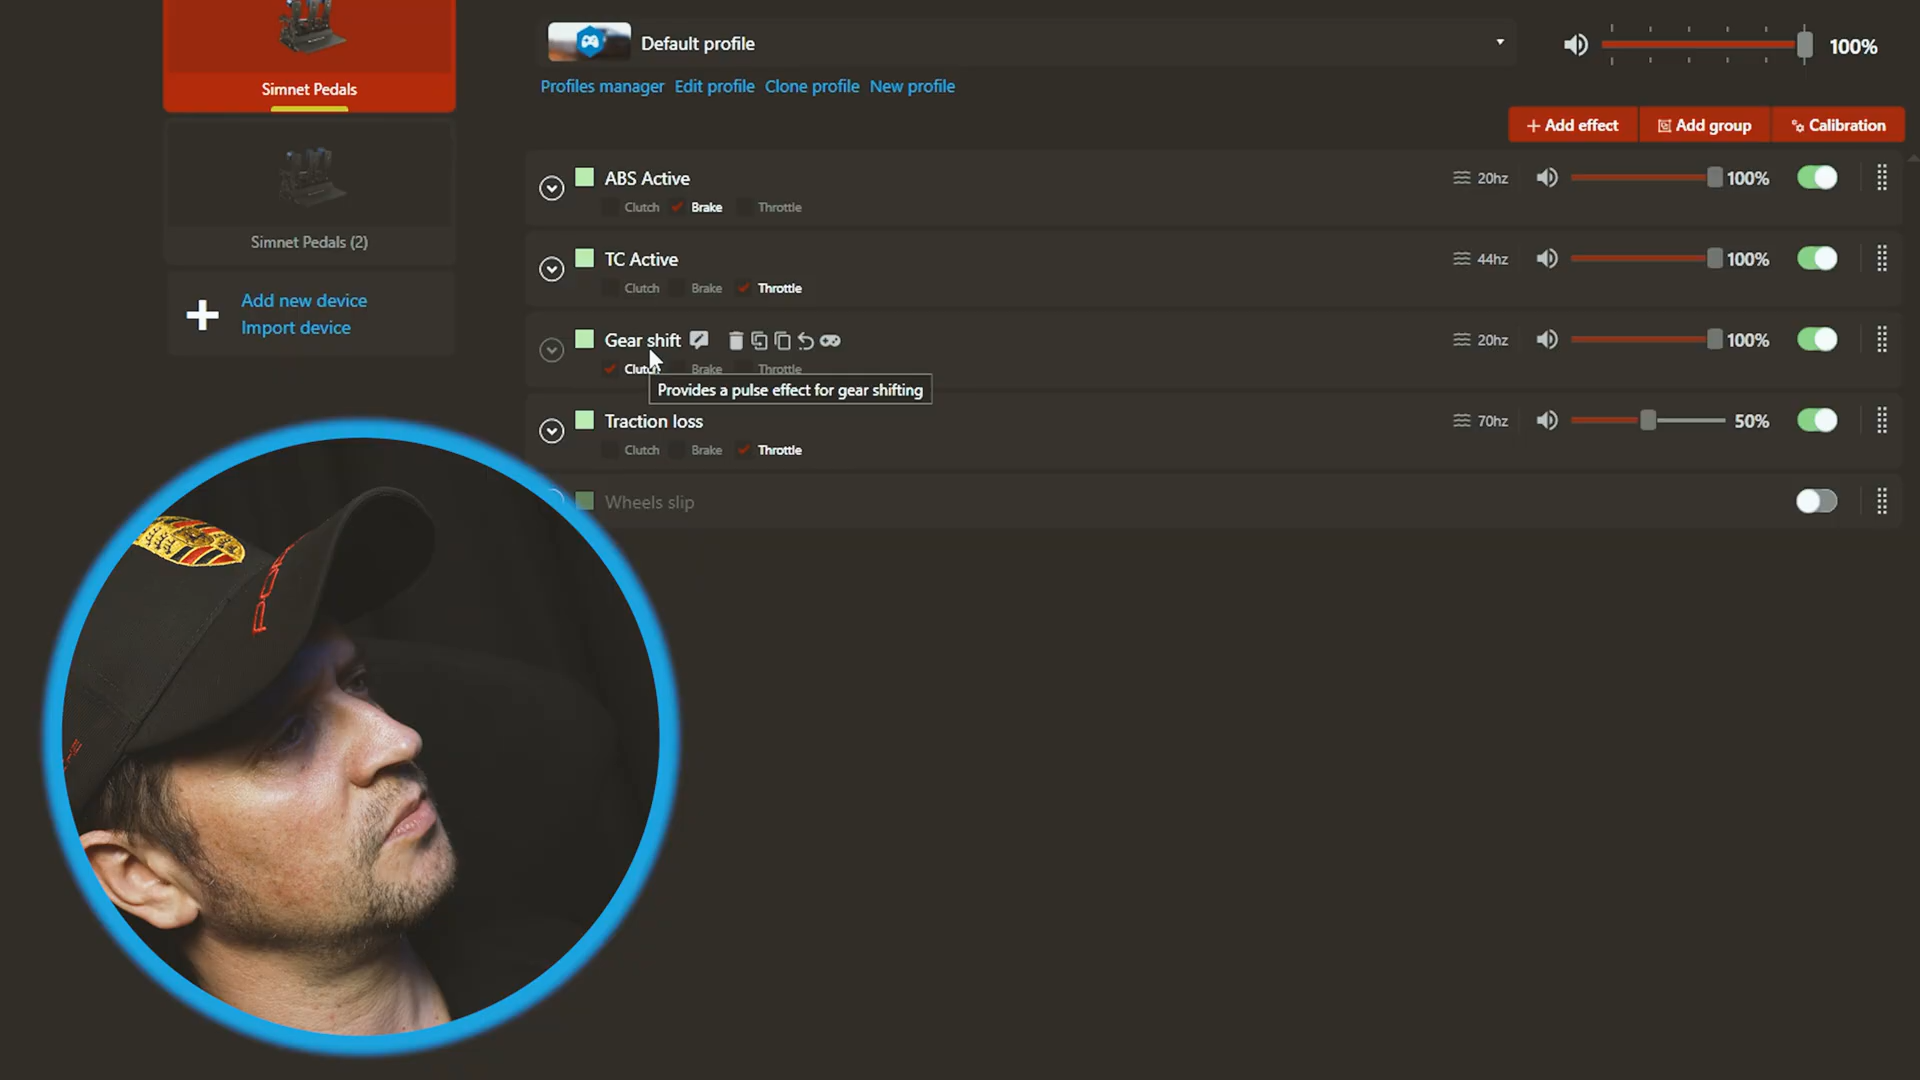 Simnet Pedals
Simnet Pedals (2)
Add new device
Import device
Default profile
100%
Profiles manager Edit profile Clone profile New profile
+ Add effect Add group Calibration
ABS Active 20hz 100%
Clutch Brake Throttle
TC Active 44hz 100%
Clutch Brake Throttle
Gear shift 20hz 100%
Clutch Brake Throttle
Provides a pulse effect for gear shifting
Traction loss 70hz 50%
Clutch Brake Throttle
Wheels slip